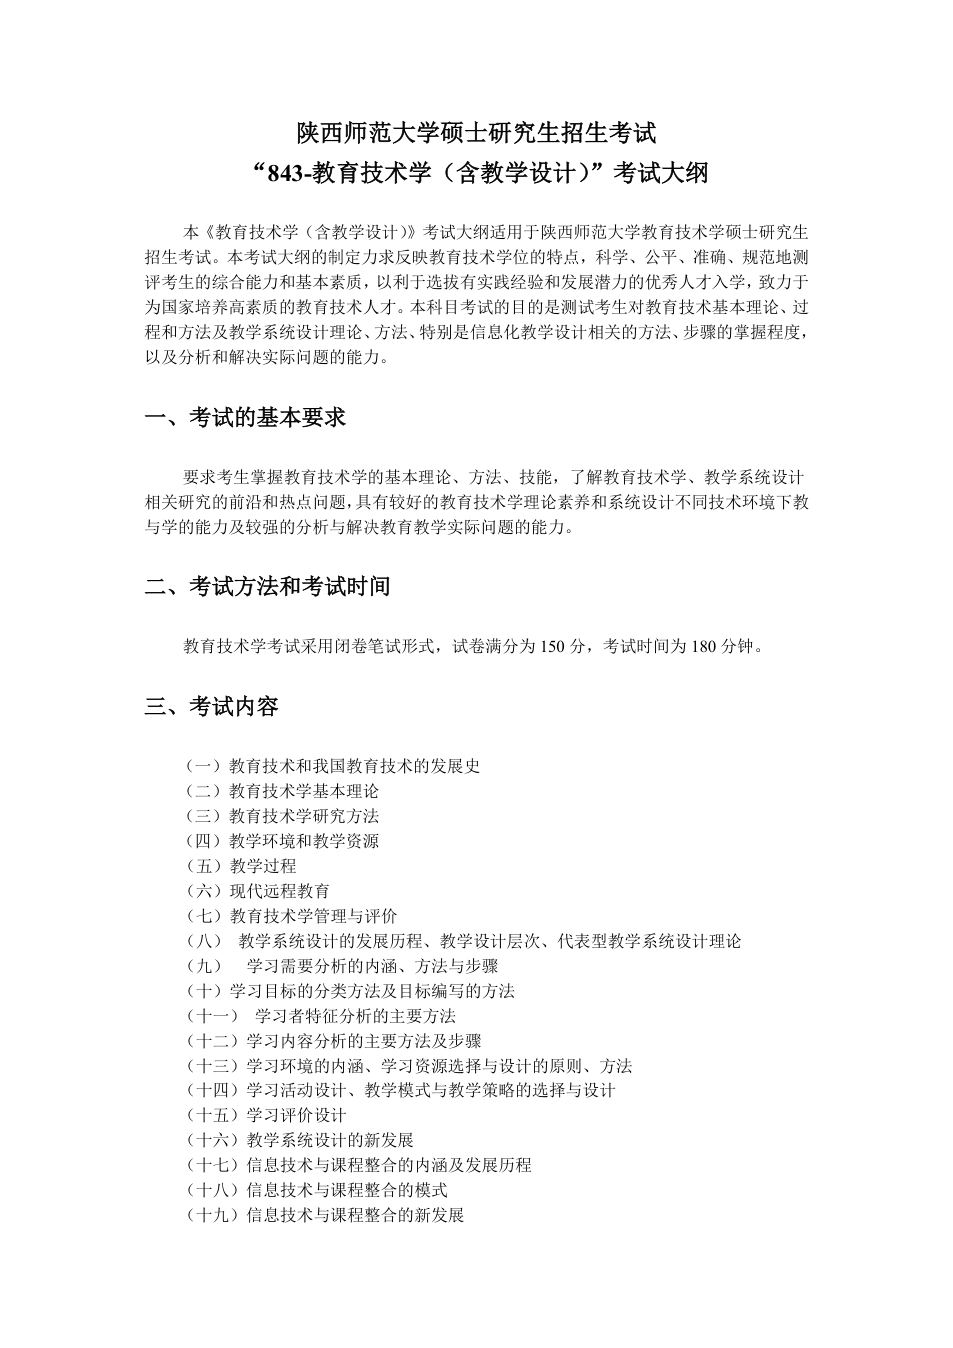 陕西师范大学硕士研究生招生考试
“843-教育技术学（含教学设计）”考试大纲
本《教育技术学（含教学设计）》考试大纲适用于陕西师范大学教育技术学硕士研究生
招生考试。本考试大纲的制定力求反映教育技术学位的特点，科学、公平、准确、规范地测
评考生的综合能力和基本素质，以利于选拔有实践经验和发展潜力的优秀人才入学，致力于
为国家培养高素质的教育技术人才。本科目考试的目的是测试考生对教育技术基本理论、过
程和方法及教学系统设计理论、方法、特别是信息化教学设计相关的方法、步骤的掌握程度，
以及分析和解决实际问题的能力。
一、考试的基本要求
要求考生掌握教育技术学的基本理论、方法、技能，了解教育技术学、教学系统设计
相关研究的前沿和热点问题，具有较好的教育技术学理论素养和系统设计不同技术环境下教
与学的能力及较强的分析与解决教育教学实际问题的能力。
二、考试方法和考试时间
教育技术学考试采用闭卷笔试形式，试卷满分为 150 分，考试时间为 180 分钟。
三、考试内容
（一）教育技术和我国教育技术的发展史
（二）教育技术学基本理论
（三）教育技术学研究方法
（四）教学环境和教学资源
（五）教学过程
（六）现代远程教育
（七）教育技术学管理与评价
（八） 教学系统设计的发展历程、教学设计层次、代表型教学系统设计理论
（九） 学习需要分析的内涵、方法与步骤
（十）学习目标的分类方法及目标编写的方法
（十一） 学习者特征分析的主要方法
（十二）学习内容分析的主要方法及步骤
（十三）学习环境的内涵、学习资源选择与设计的原则、方法
（十四）学习活动设计、教学模式与教学策略的选择与设计
（十五）学习评价设计
（十六）教学系统设计的新发展
（十七）信息技术与课程整合的内涵及发展历程
（十八）信息技术与课程整合的模式
（十九）信息技术与课程整合的新发展